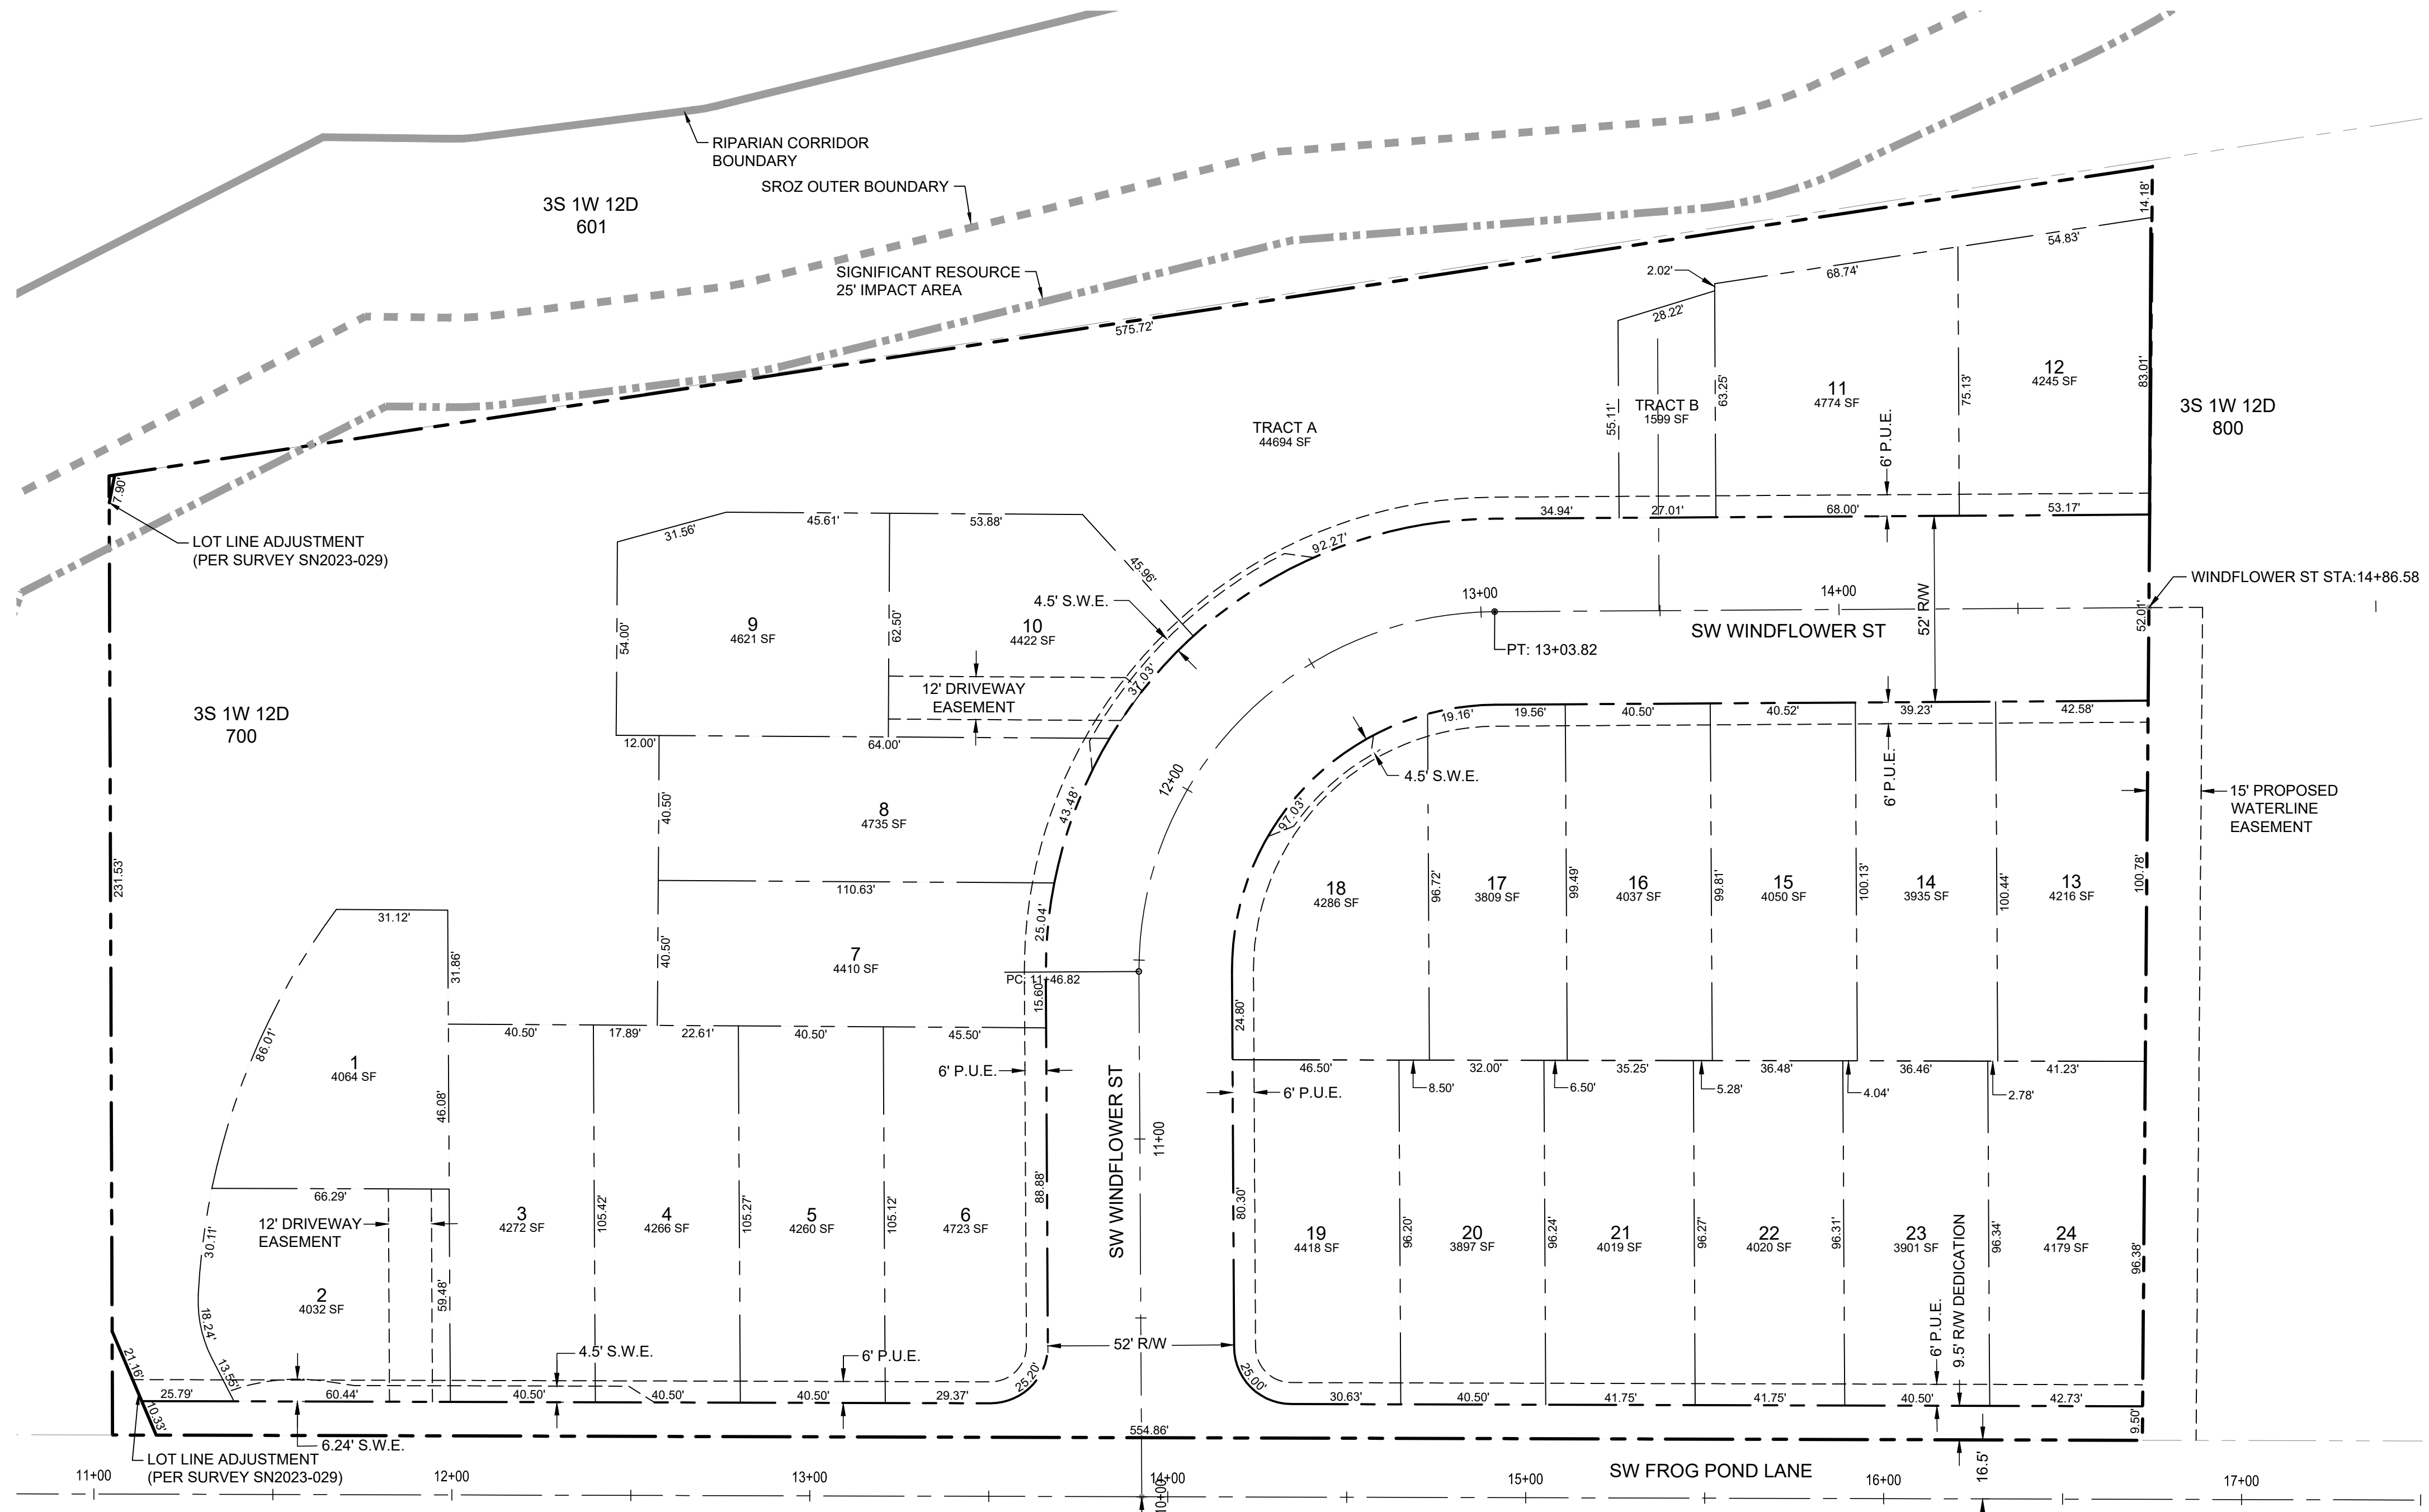 RIPARIAN CORRIDOR
BOUNDARY
SROZ OUTER BOUNDARY
3S 1W 12D
601
SIGNIFICANT RESOURCE
25' IMPACT AREA
575.72'
14.18'
54.83'
68.74'
2.02'
28.22'
55.11'
TRACT B
1599 SF
63.25'
11
4774 SF
75.13'
12
4245 SF
83.01'
3S 1W 12D
800
TRACT A
44694 SF
6' P.U.E.
7.90'
LOT LINE ADJUSTMENT
(PER SURVEY SN2023-029)
31.56'
45.61'
53.88'
45.96'
92.27'
34.94'
27.01'
68.00'
53.17'
4.5' S.W.E.
54.00'
9
4621 SF
62.50'
10
4422 SF
37.03'
12' DRIVEWAY
EASEMENT
13+00
14+00
52' R/W
52.01'
WINDFLOWER ST STA:14+86.58
SW WINDFLOWER ST
PT: 13+03.82
3S 1W 12D
700
12.00'
64.00'
19.16'
19.56'
40.50'
40.52'
39.23'
42.58'
6' P.U.E.
4.5' S.W.E.
97.03'
12+00
15' PROPOSED
WATERLINE
EASEMENT
40.50'
8
4735 SF
43.48'
231.53'
110.63'
18
4286 SF
96.72'
17
3809 SF
99.49'
16
4037 SF
99.81'
15
4050 SF
100.13'
14
3935 SF
100.44'
13
4216 SF
100.78'
31.12'
31.86'
40.50'
7
4410 SF
25.04'
PC: 11+46.82
15.60'
24.80'
86.01'
40.50'
17.89'
22.61'
40.50'
45.50'
1
4064 SF
46.08'
6' P.U.E.
46.50'
8.50'
32.00'
6.50'
35.25'
5.28'
36.48'
4.04'
36.46'
2.78'
41.23'
6' P.U.E.
SW WINDFLOWER ST
11+00
88.88'
80.30'
66.29'
12' DRIVEWAY
EASEMENT
30.11'
3
4272 SF
105.42'
4
4266 SF
105.27'
5
4260 SF
105.12'
6
4723 SF
19
4418 SF
96.20'
20
3897 SF
96.24'
21
4019 SF
96.27'
22
4020 SF
96.31'
23
3901 SF
9.5' R/W DEDICATION
96.34'
24
4179 SF
96.38'
2
4032 SF
59.48'
18.24'
13.55'
21.16'
4.5' S.W.E.
6' P.U.E.
52' R/W
6' P.U.E.
25.20'
25.00'
25.79'
60.44'
40.50'
40.50'
40.50'
29.37'
30.63'
40.50'
41.75'
41.75'
40.50'
42.73'
9.50'
10.33'
554.86'
6.24' S.W.E.
LOT LINE ADJUSTMENT
(PER SURVEY SN2023-029)
SW FROG POND LANE
16.5'
11+00
12+00
13+00
14+00
10+00
15+00
16+00
17+00